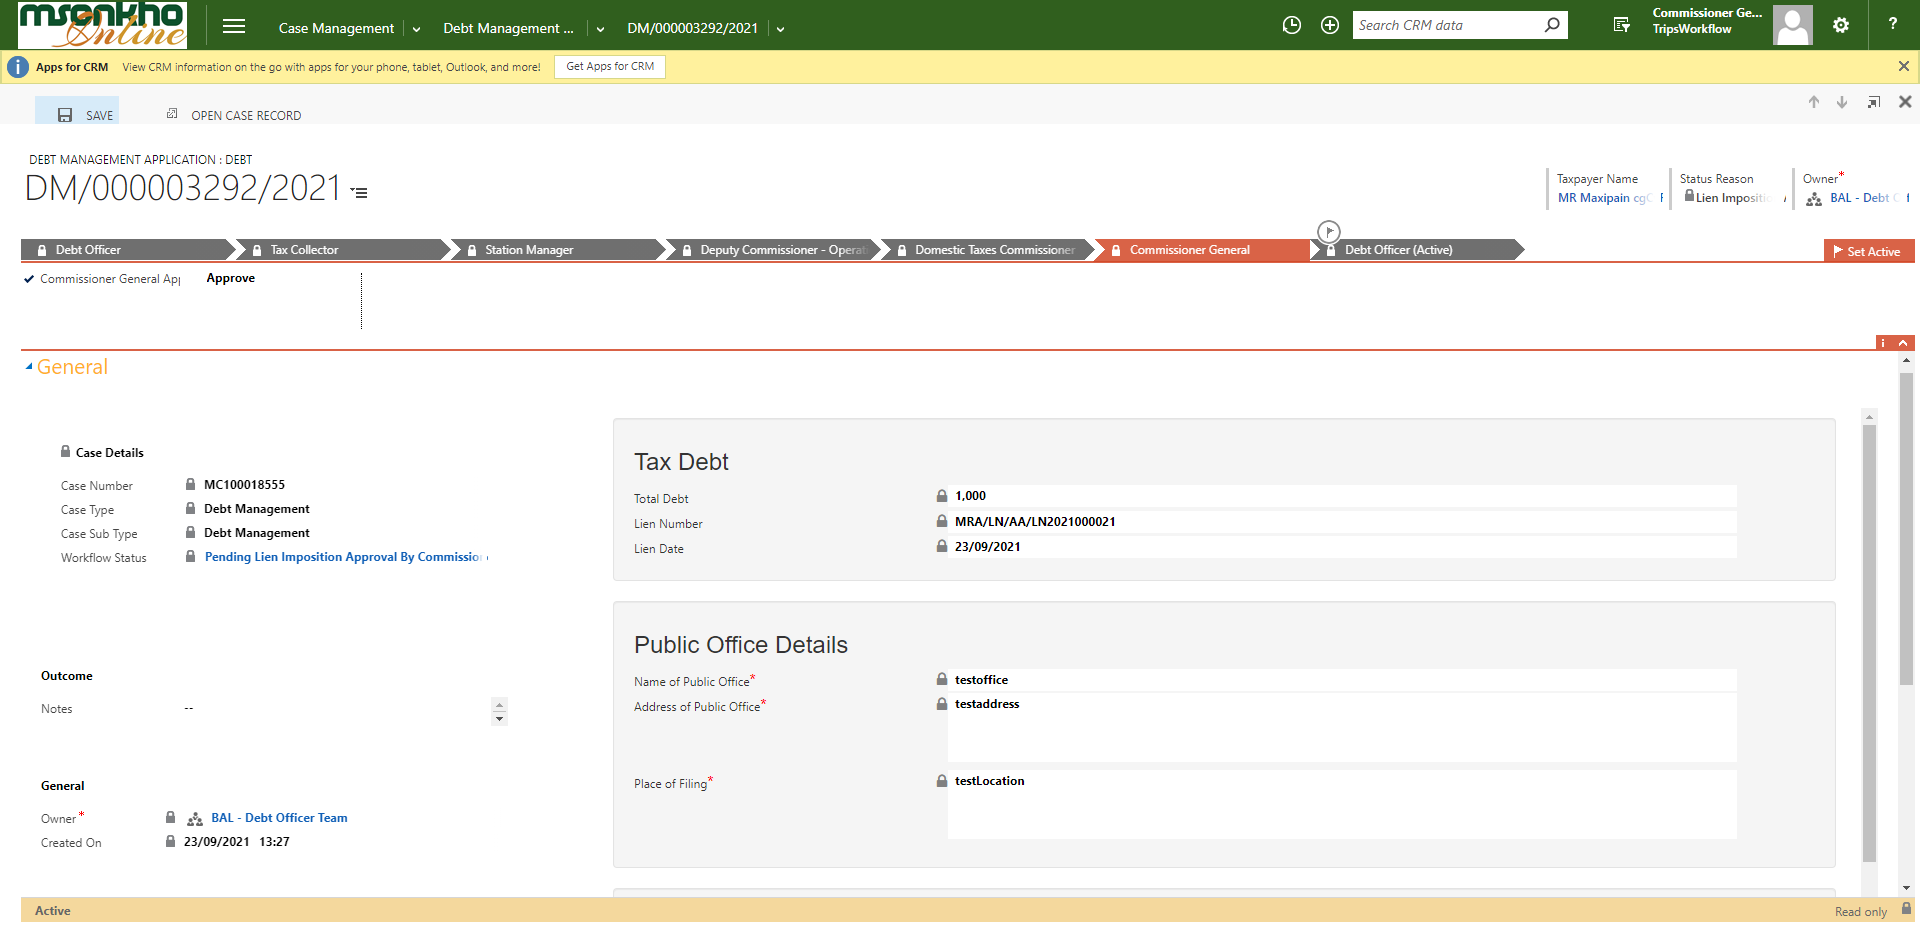 msonkho
Online
Case Management
Debt Management ...
DM/000003292/2021
Search CRM data
Commissioner Ge...
TripsWorkflow
?
Apps for CRM
View CRM information on the go with apps for your phone, tablet, Outlook, and more!
Get Apps for CRM
SAVE
OPEN CASE RECORD
DEBT MANAGEMENT APPLICATION : DEBT
DM/000003292/2021
Taxpayer Name
MR Maxipain
Status Reason
Lien Impositi
Owner*
BAL - Debt
Debt Officer
Tax Collector
Station Manager
Deputy Commissioner - Operat
Domestic Taxes Commissioner
Commissioner General
Debt Officer (Active)
Set Active
Commissioner General App
Approve
General
Case Details
Case Number
MC100018555
Case Type
Debt Management
Case Sub Type
Debt Management
Workflow Status
Pending Lien Imposition Approval By Commissio
Outcome
Notes
--
General
Owner*
BAL - Debt Officer Team
Created On
23/09/2021 13:27
Tax Debt
Total Debt
1,000
Lien Number
MRA/LN/AA/LN2021000021
Lien Date
23/09/2021
Public Office Details
Name of Public Office*
testoffice
Address of Public Office*
testaddress
Place of Filing*
testLocation
Active
Read only